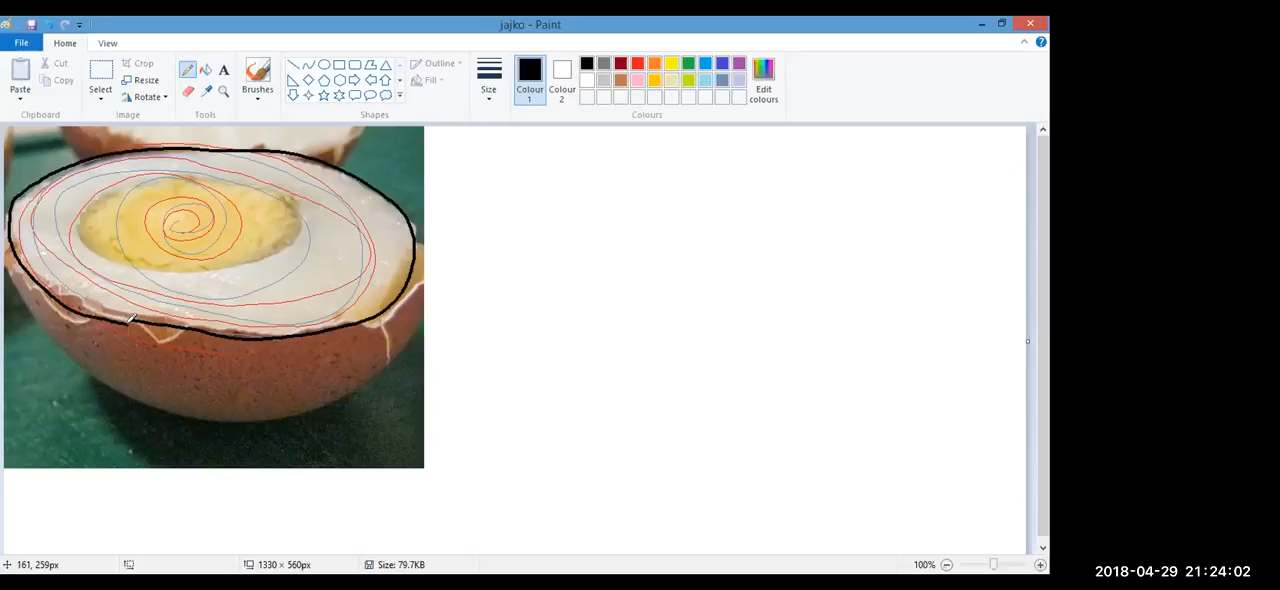 jajko - Paint
File Home View
Cut
Copy
Paste
Crop
Resize
Rotate
Select
A
Brushes
Outline
Fill
Size
Colour 1
Colour 2
Edit colours
Clipboard Image Tools Shapes Colours
161, 259px 1330 × 560px Size: 79.7KB 100%
2018-04-29 21:24:02